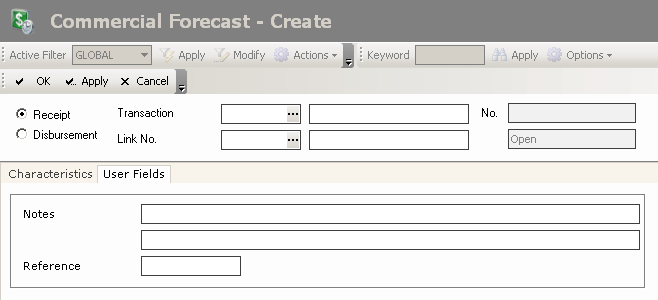 Commercial Forecast - Create
Active Filter GLOBAL Apply Modify Actions Keyword Apply Options
OK Apply Cancel
Receipt Transaction ... No.
Disbursement Link No. ... Open
Characteristics User Fields
Notes
Reference